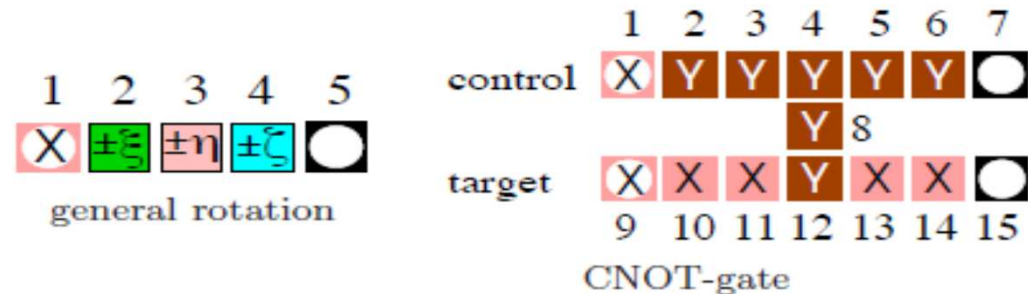 1 2 3 4 5
X ±ξ ±η ±ζ
general rotation
1 2 3 4 5 6 7
control X Y Y Y Y Y
Y 8
target X X X Y X X
9 10 11 12 13 14 15
CNOT-gate